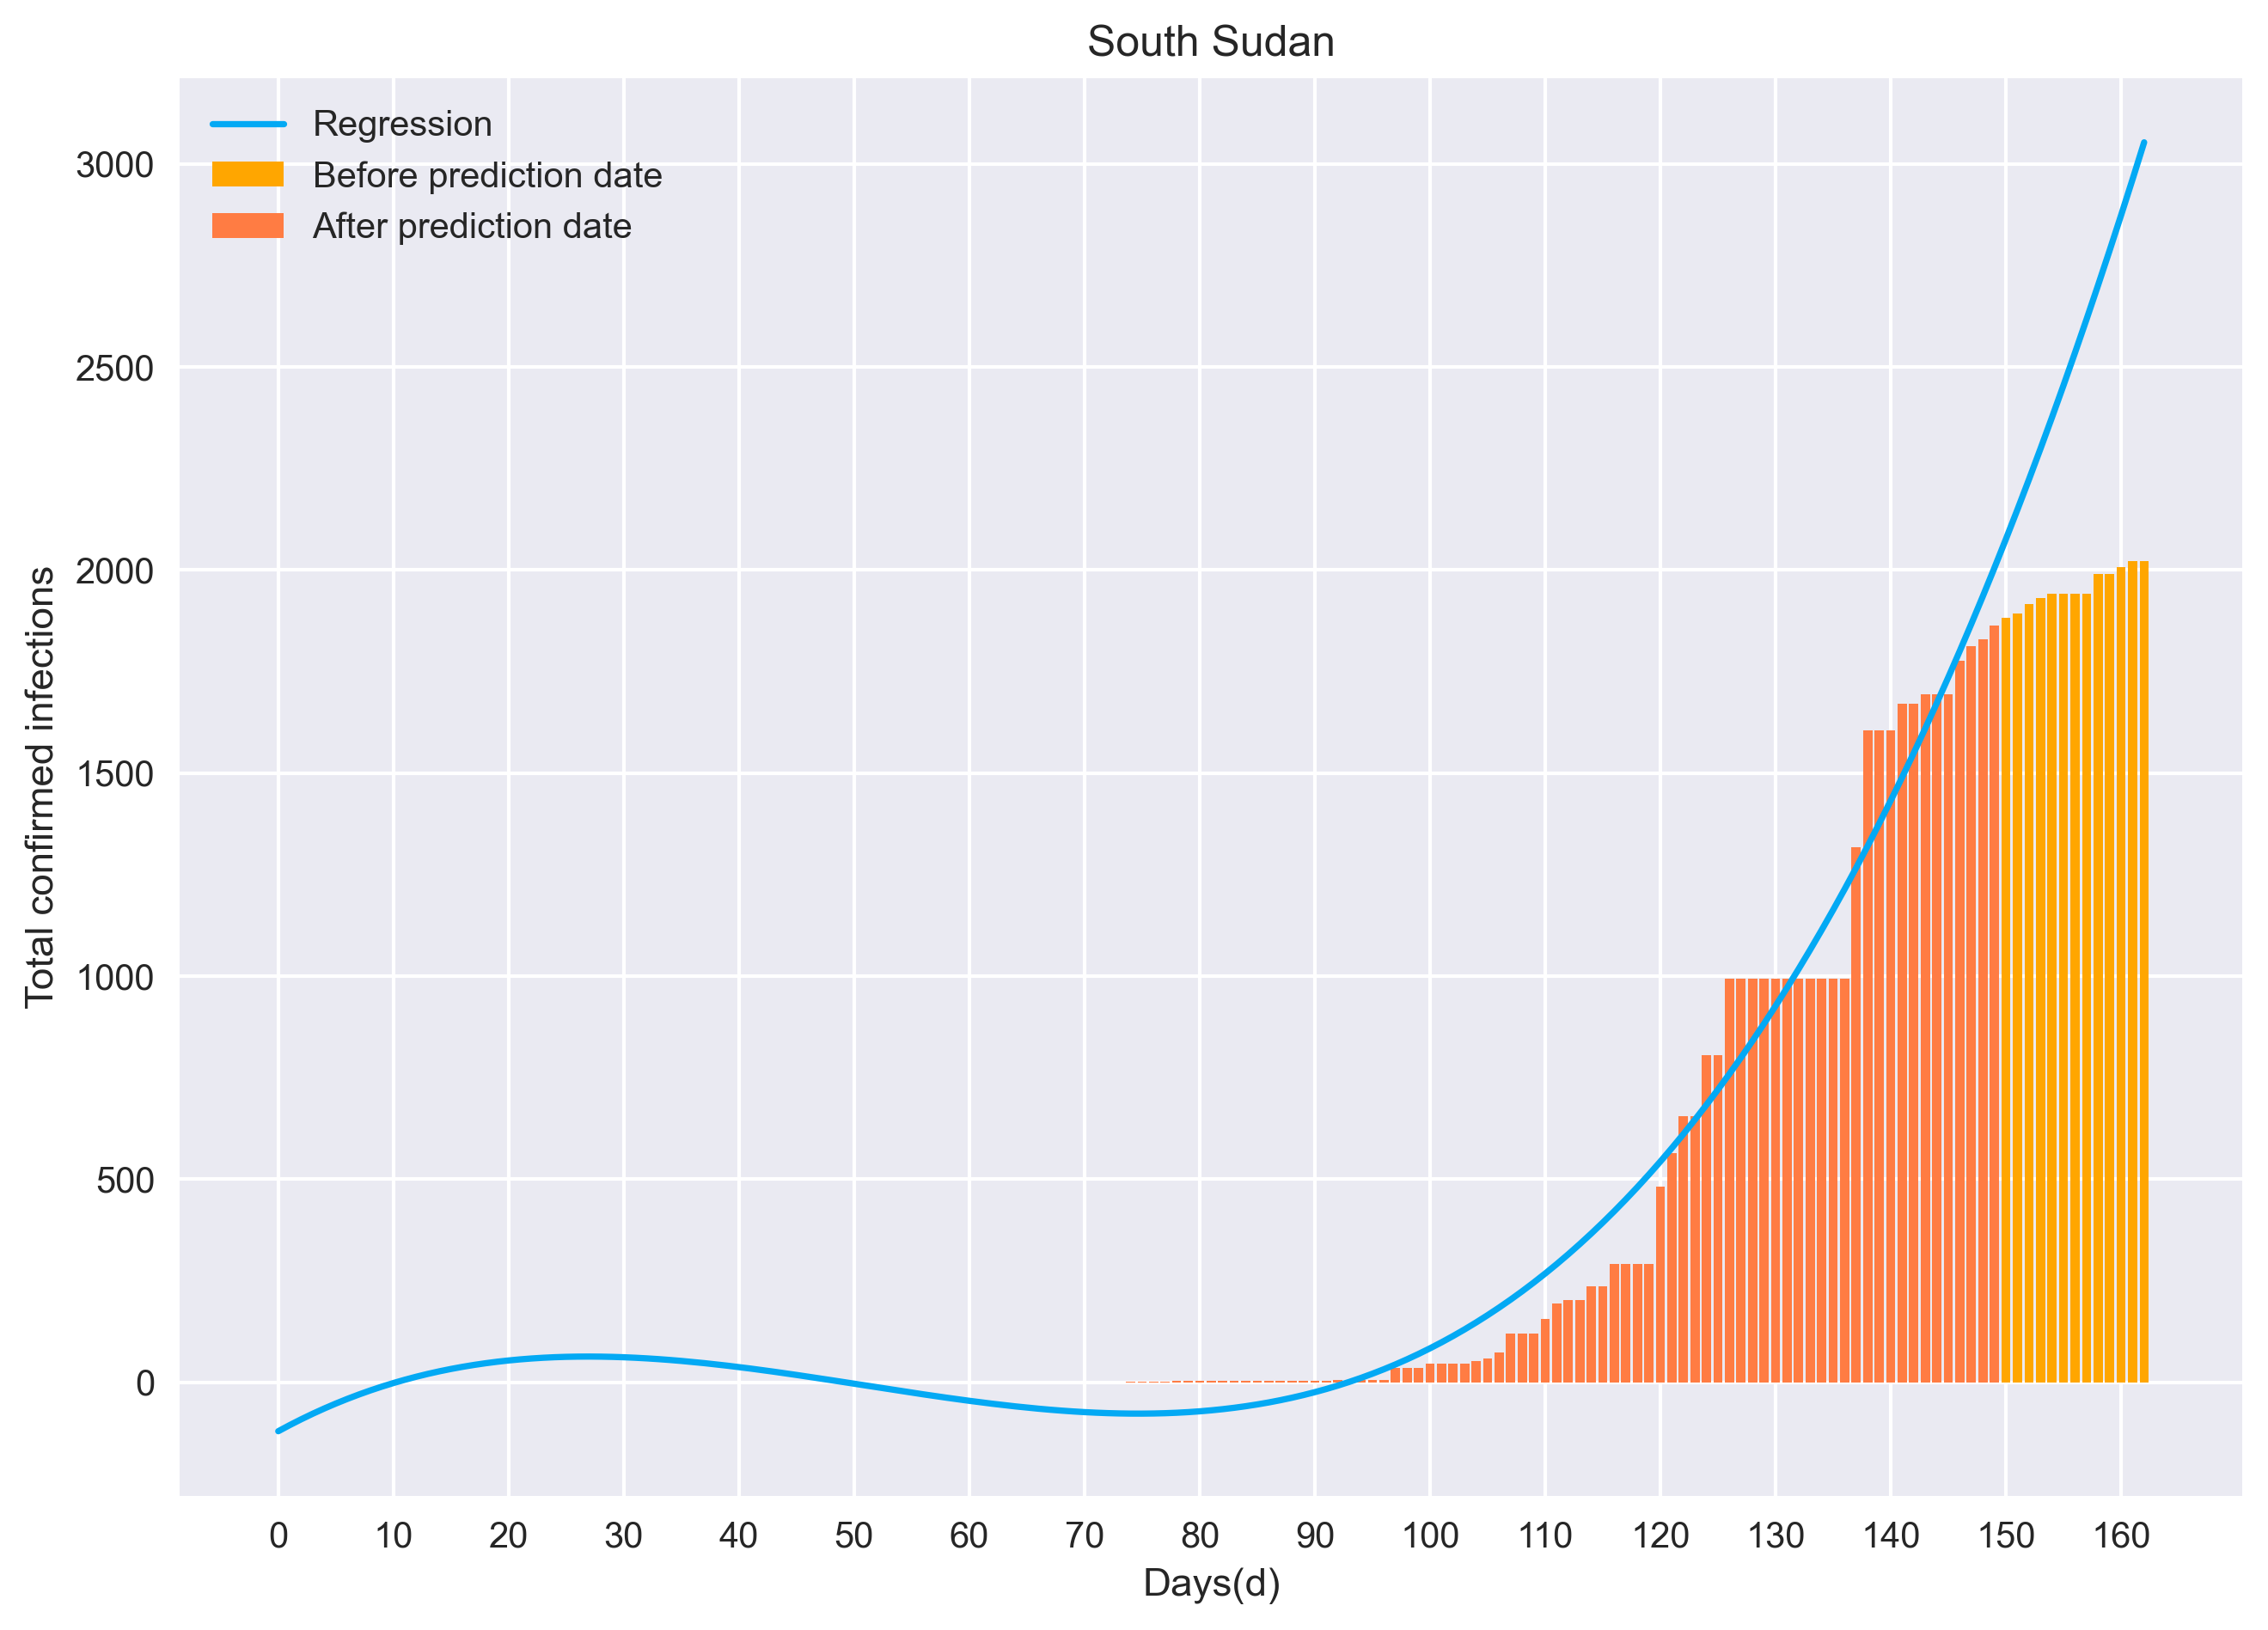 South Sudan
Regression
Before prediction date
After prediction date
Total confirmed infections
3000
2500
2000
1500
1000
500
0
0 10 20 30 40 50 60 70 80 90 100 110 120 130 140 150 160
Days(d)